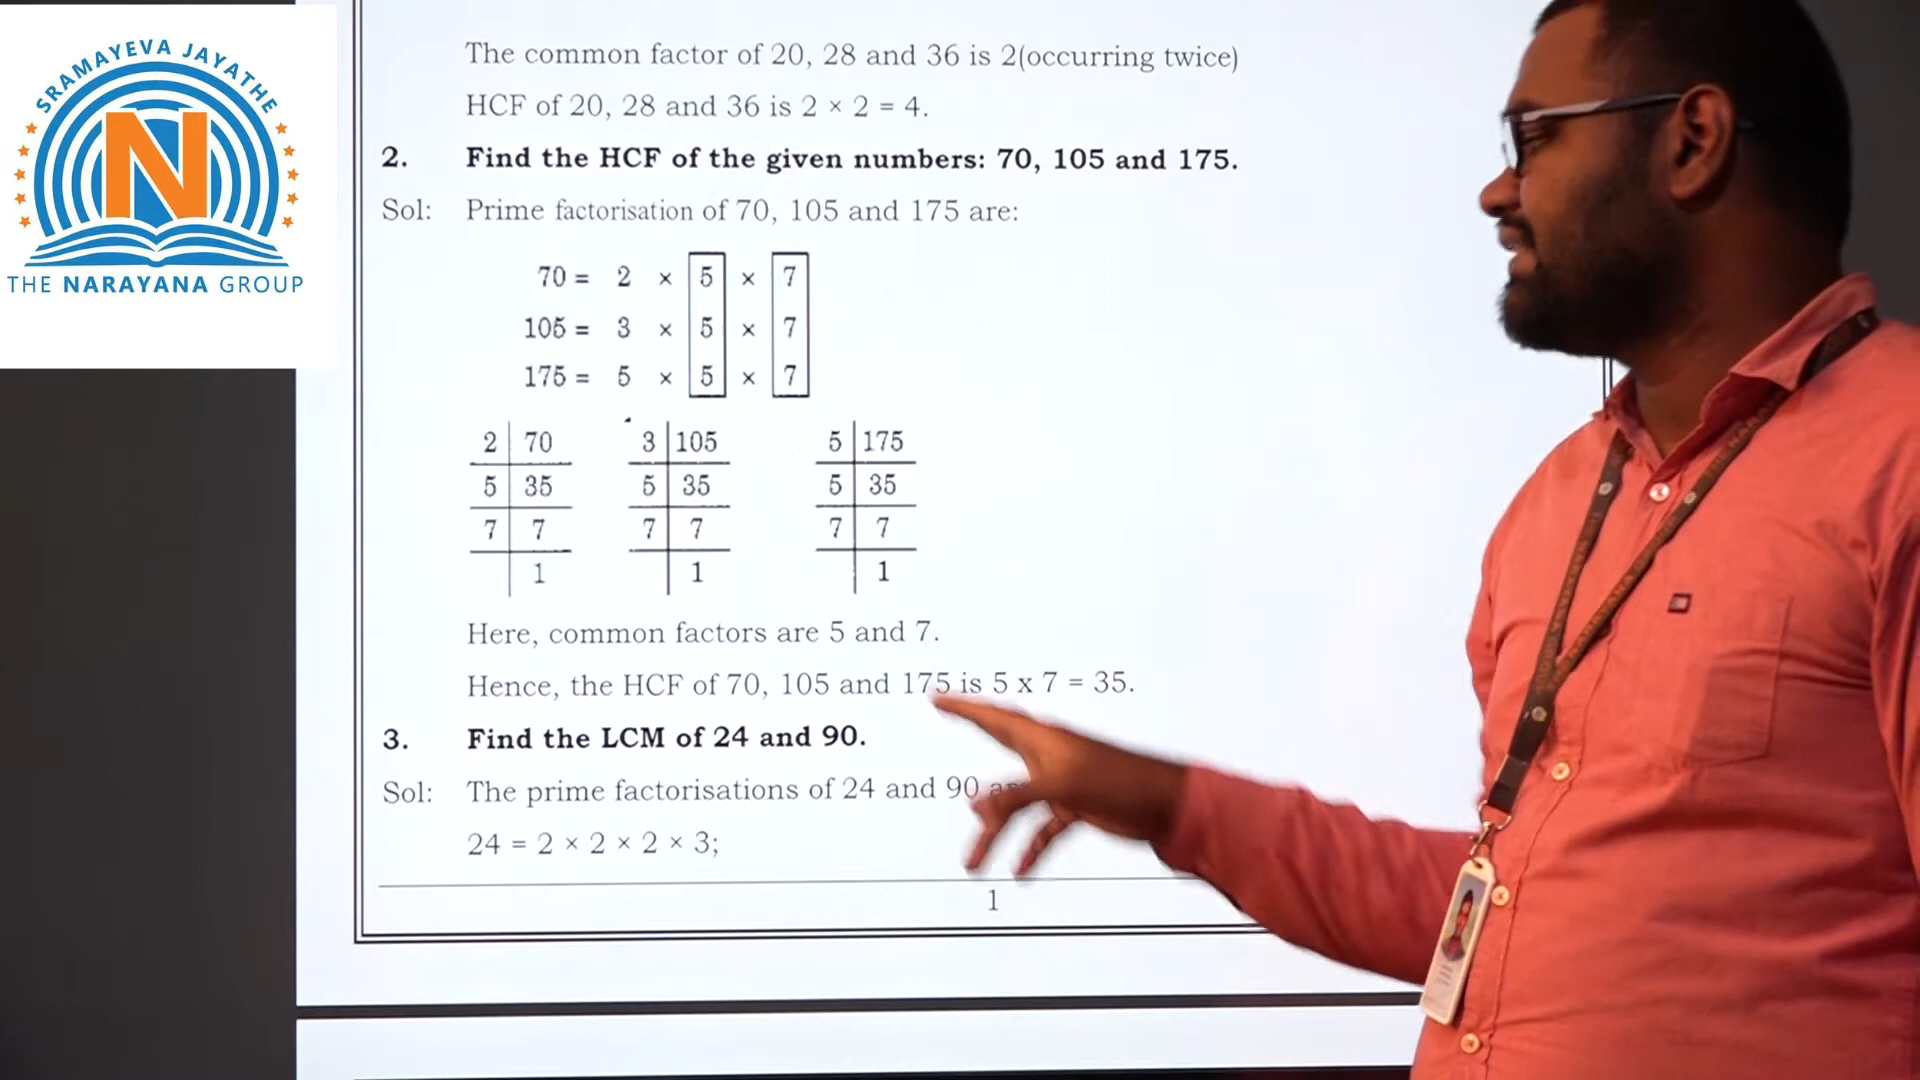 SRAMAYEVA JAYATHE
N
THE NARAYANA GROUP
The common factor of 20, 28 and 36 is 2(occurring twice)
HCF of 20, 28 and 36 is 2 × 2 = 4.
2. Find the HCF of the given numbers: 70, 105 and 175.
Sol: Prime factorisation of 70, 105 and 175 are:
70 = 2 × 5 × 7
105 = 3 × 5 × 7
175 = 5 × 5 × 7
2 70 3 105 5 175
5 35 5 35 5 35
7 7 7 7 7 7
1 1 1
Here, common factors are 5 and 7.
Hence, the HCF of 70, 105 and 175 is 5 x 7 = 35.
3. Find the LCM of 24 and 90.
Sol: The prime factorisations of 24 and 90
24 = 2 × 2 × 2 × 3;
1